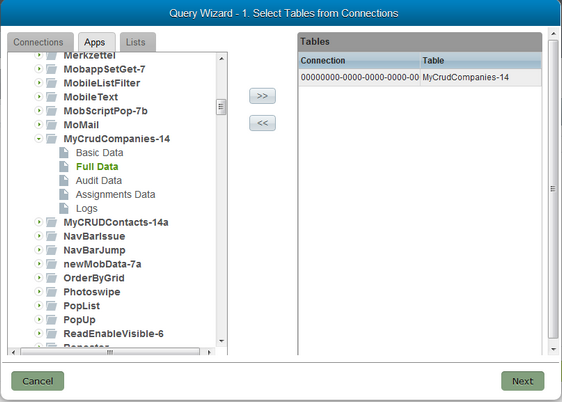 Query Wizard - 1. Select Tables from Connections
Connections Apps Lists
Merkzettel
MobappSetGet-7
MobileListFilter
MobileText
MobScriptPop-7b
MoMail
MyCrudCompanies-14
Basic Data
Full Data
Audit Data
Assignments Data
Logs
MyCRUDContacts-14a
NavBarIssue
NavBarJump
newMobData-7a
OrderByGrid
Photoswipe
PopList
PopUp
ReadEnableVisible-6
Repeater
>>
<<
Tables
Connection Table
00000000-0000-0000-0000-00 MyCrudCompanies-14
Cancel Next